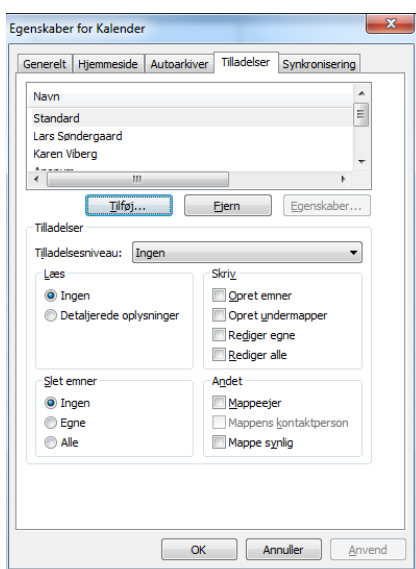 Egenskaber for Kalender
Generelt Hjemmeside Autoarkiver Tilladelser Synkronisering
Navn
Standard
Lars Søndergaard
Karen Viberg
Tilføj... Fjern Egenskaber...
Tilladelser
Tilladelsesniveau: Ingen
Læs
Ingen
Detaljerede oplysninger
Skriv
Opret emner
Opret undermapper
Rediger egne
Rediger alle
Slet emner
Ingen
Egne
Alle
Andet
Mappeejer
Mappens kontaktperson
Mappe synlig
OK Annuller Anvend